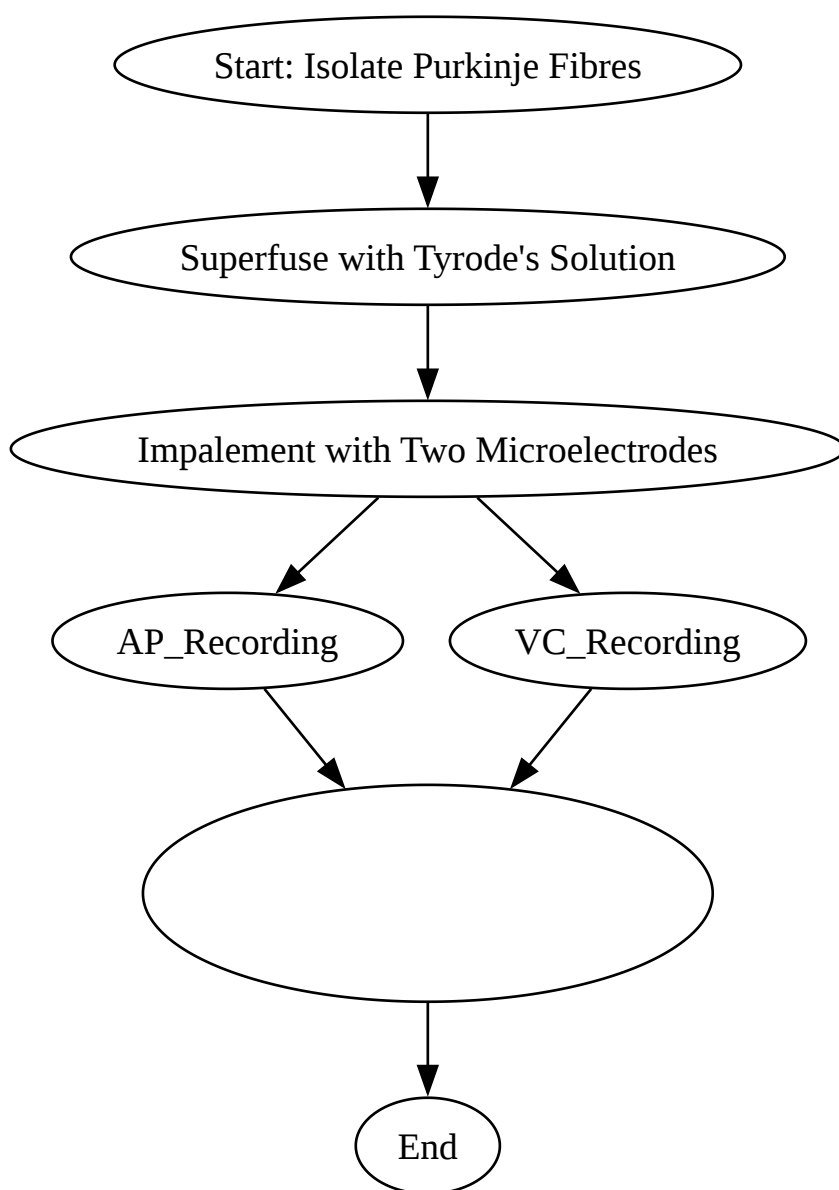 Start: Isolate Purkinje Fibres
Superfuse with Tyrode's Solution
Impalement with Two Microelectrodes
AP_Recording
VC_Recording
End